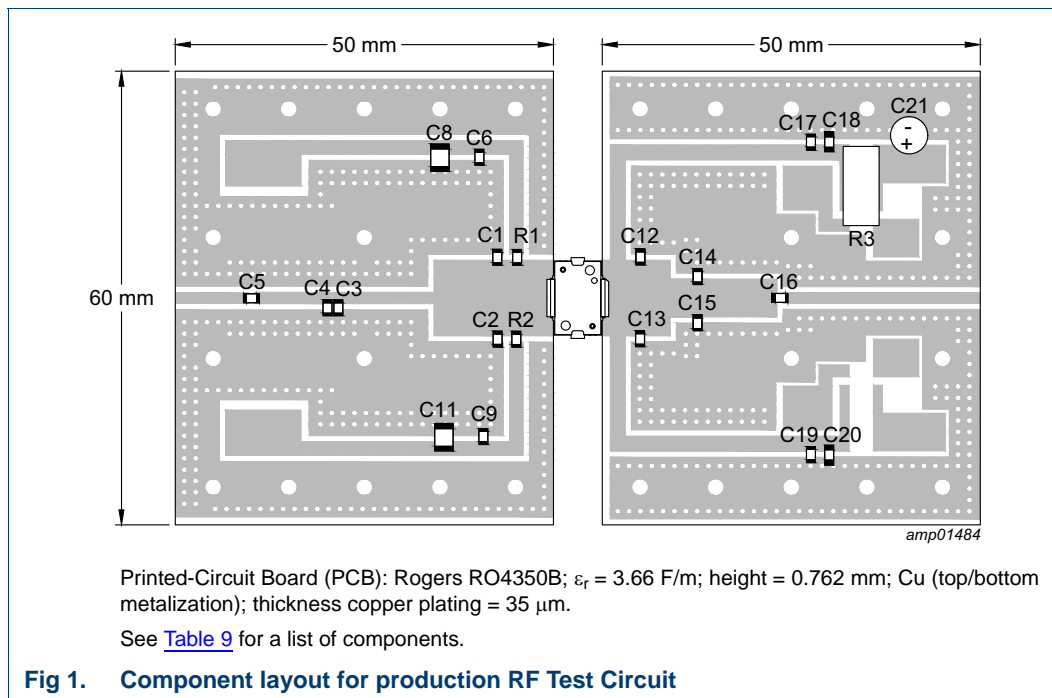 50 mm 50 mm
C21
C17 C18
C8 C6
- +
R3
C1 R1 C12
C14
C5 C4 C3 C16
60 mm
C15
C2 R2 C13
C11 C9
C19 C20
amp01484
Printed-Circuit Board (PCB): Rogers RO4350B; εr = 3.66 F/m; height = 0.762 mm; Cu (top/bottom
metalization); thickness copper plating = 35 μm.
See Table 9 for a list of components.
Fig 1. Component layout for production RF Test Circuit